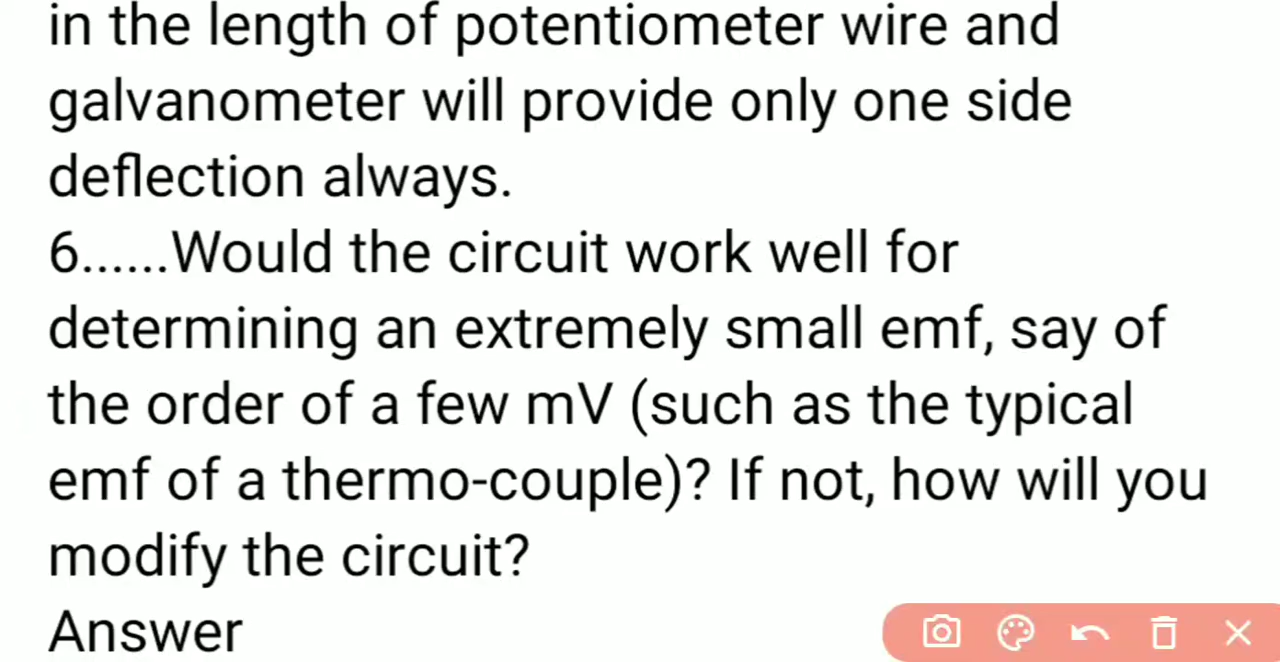 in the length of potentiometer wire and
galvanometer will provide only one side
deflection always.
6......Would the circuit work well for
determining an extremely small emf, say of
the order of a few mV (such as the typical
emf of a thermo-couple)? If not, how will you
modify the circuit?
Answer